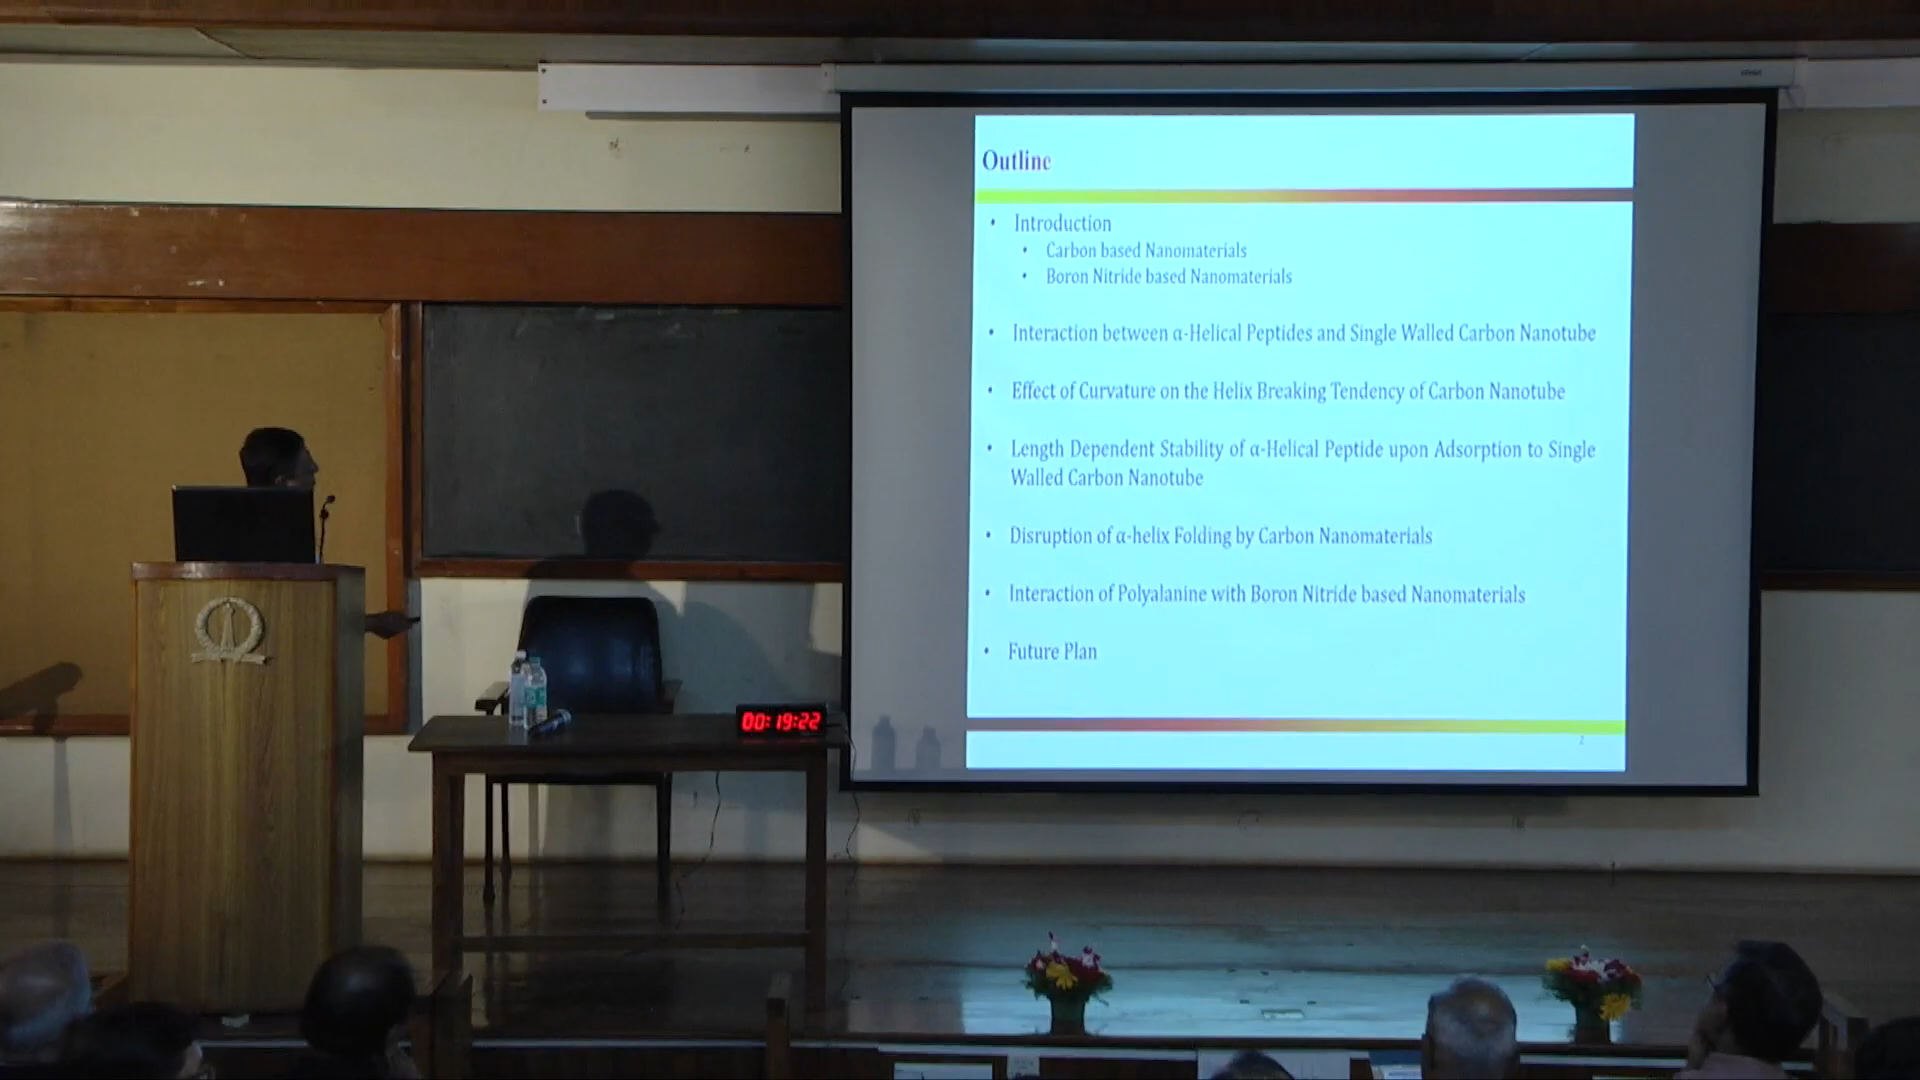 Outline
• Introduction
• Carbon based Nanomaterials
• Boron Nitride based Nanomaterials
• Interaction between α-Helical Peptides and Single Walled Carbon Nanotube
• Effect of Curvature on the Helix Breaking Tendency of Carbon Nanotube
• Length Dependent Stability of α-Helical Peptide upon Adsorption to Single
Walled Carbon Nanotube
• Disruption of α-helix Folding by Carbon Nanomaterials
• Interaction of Polyalanine with Boron Nitride based Nanomaterials
• Future Plan
2
00:19:22